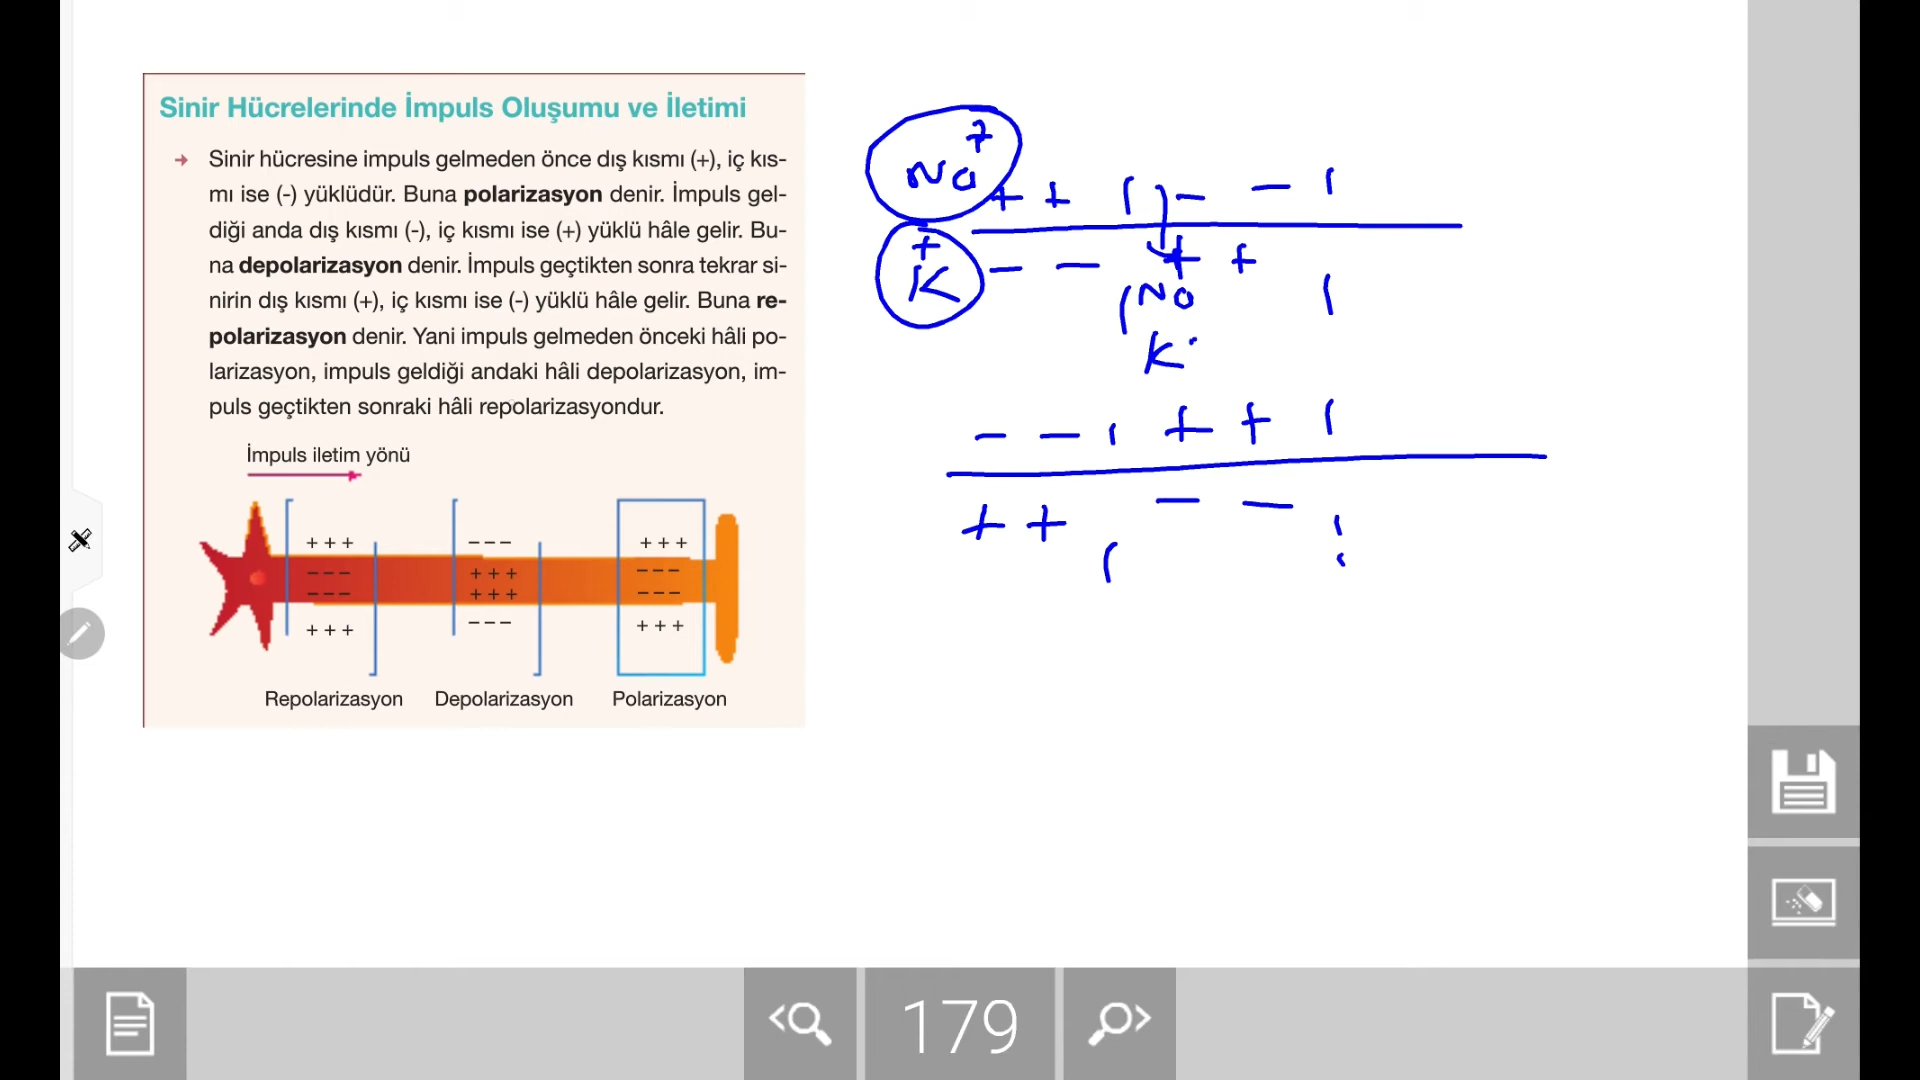 Sinir Hücrelerinde İmpuls Oluşumu ve İletimi
→ Sinir hücresine impuls gelmeden önce dış kısmı (+), iç kıs-
mı ise (-) yüklüdür. Buna polarizasyon denir. İmpuls gel-
diği anda dış kısmı (-), iç kısmı ise (+) yüklü hâle gelir. Bu-
na depolarizasyon denir. İmpuls geçtikten sonra tekrar si-
nirin dış kısmı (+), iç kısmı ise (-) yüklü hâle gelir. Buna re-
polarizasyon denir. Yani impuls gelmeden önceki hâli po-
larizasyon, impuls geldiği andaki hâli depolarizasyon, im-
puls geçtikten sonraki hâli repolarizasyondur.
İmpuls iletim yönü
+++ --- +++
--- +++ ---
--- +++ ---
+++ --- +++
Repolarizasyon Depolarizasyon Polarizasyon
Na+
+ + - -
K+
- - + +
Na
K
- - + +
+ + - -
179